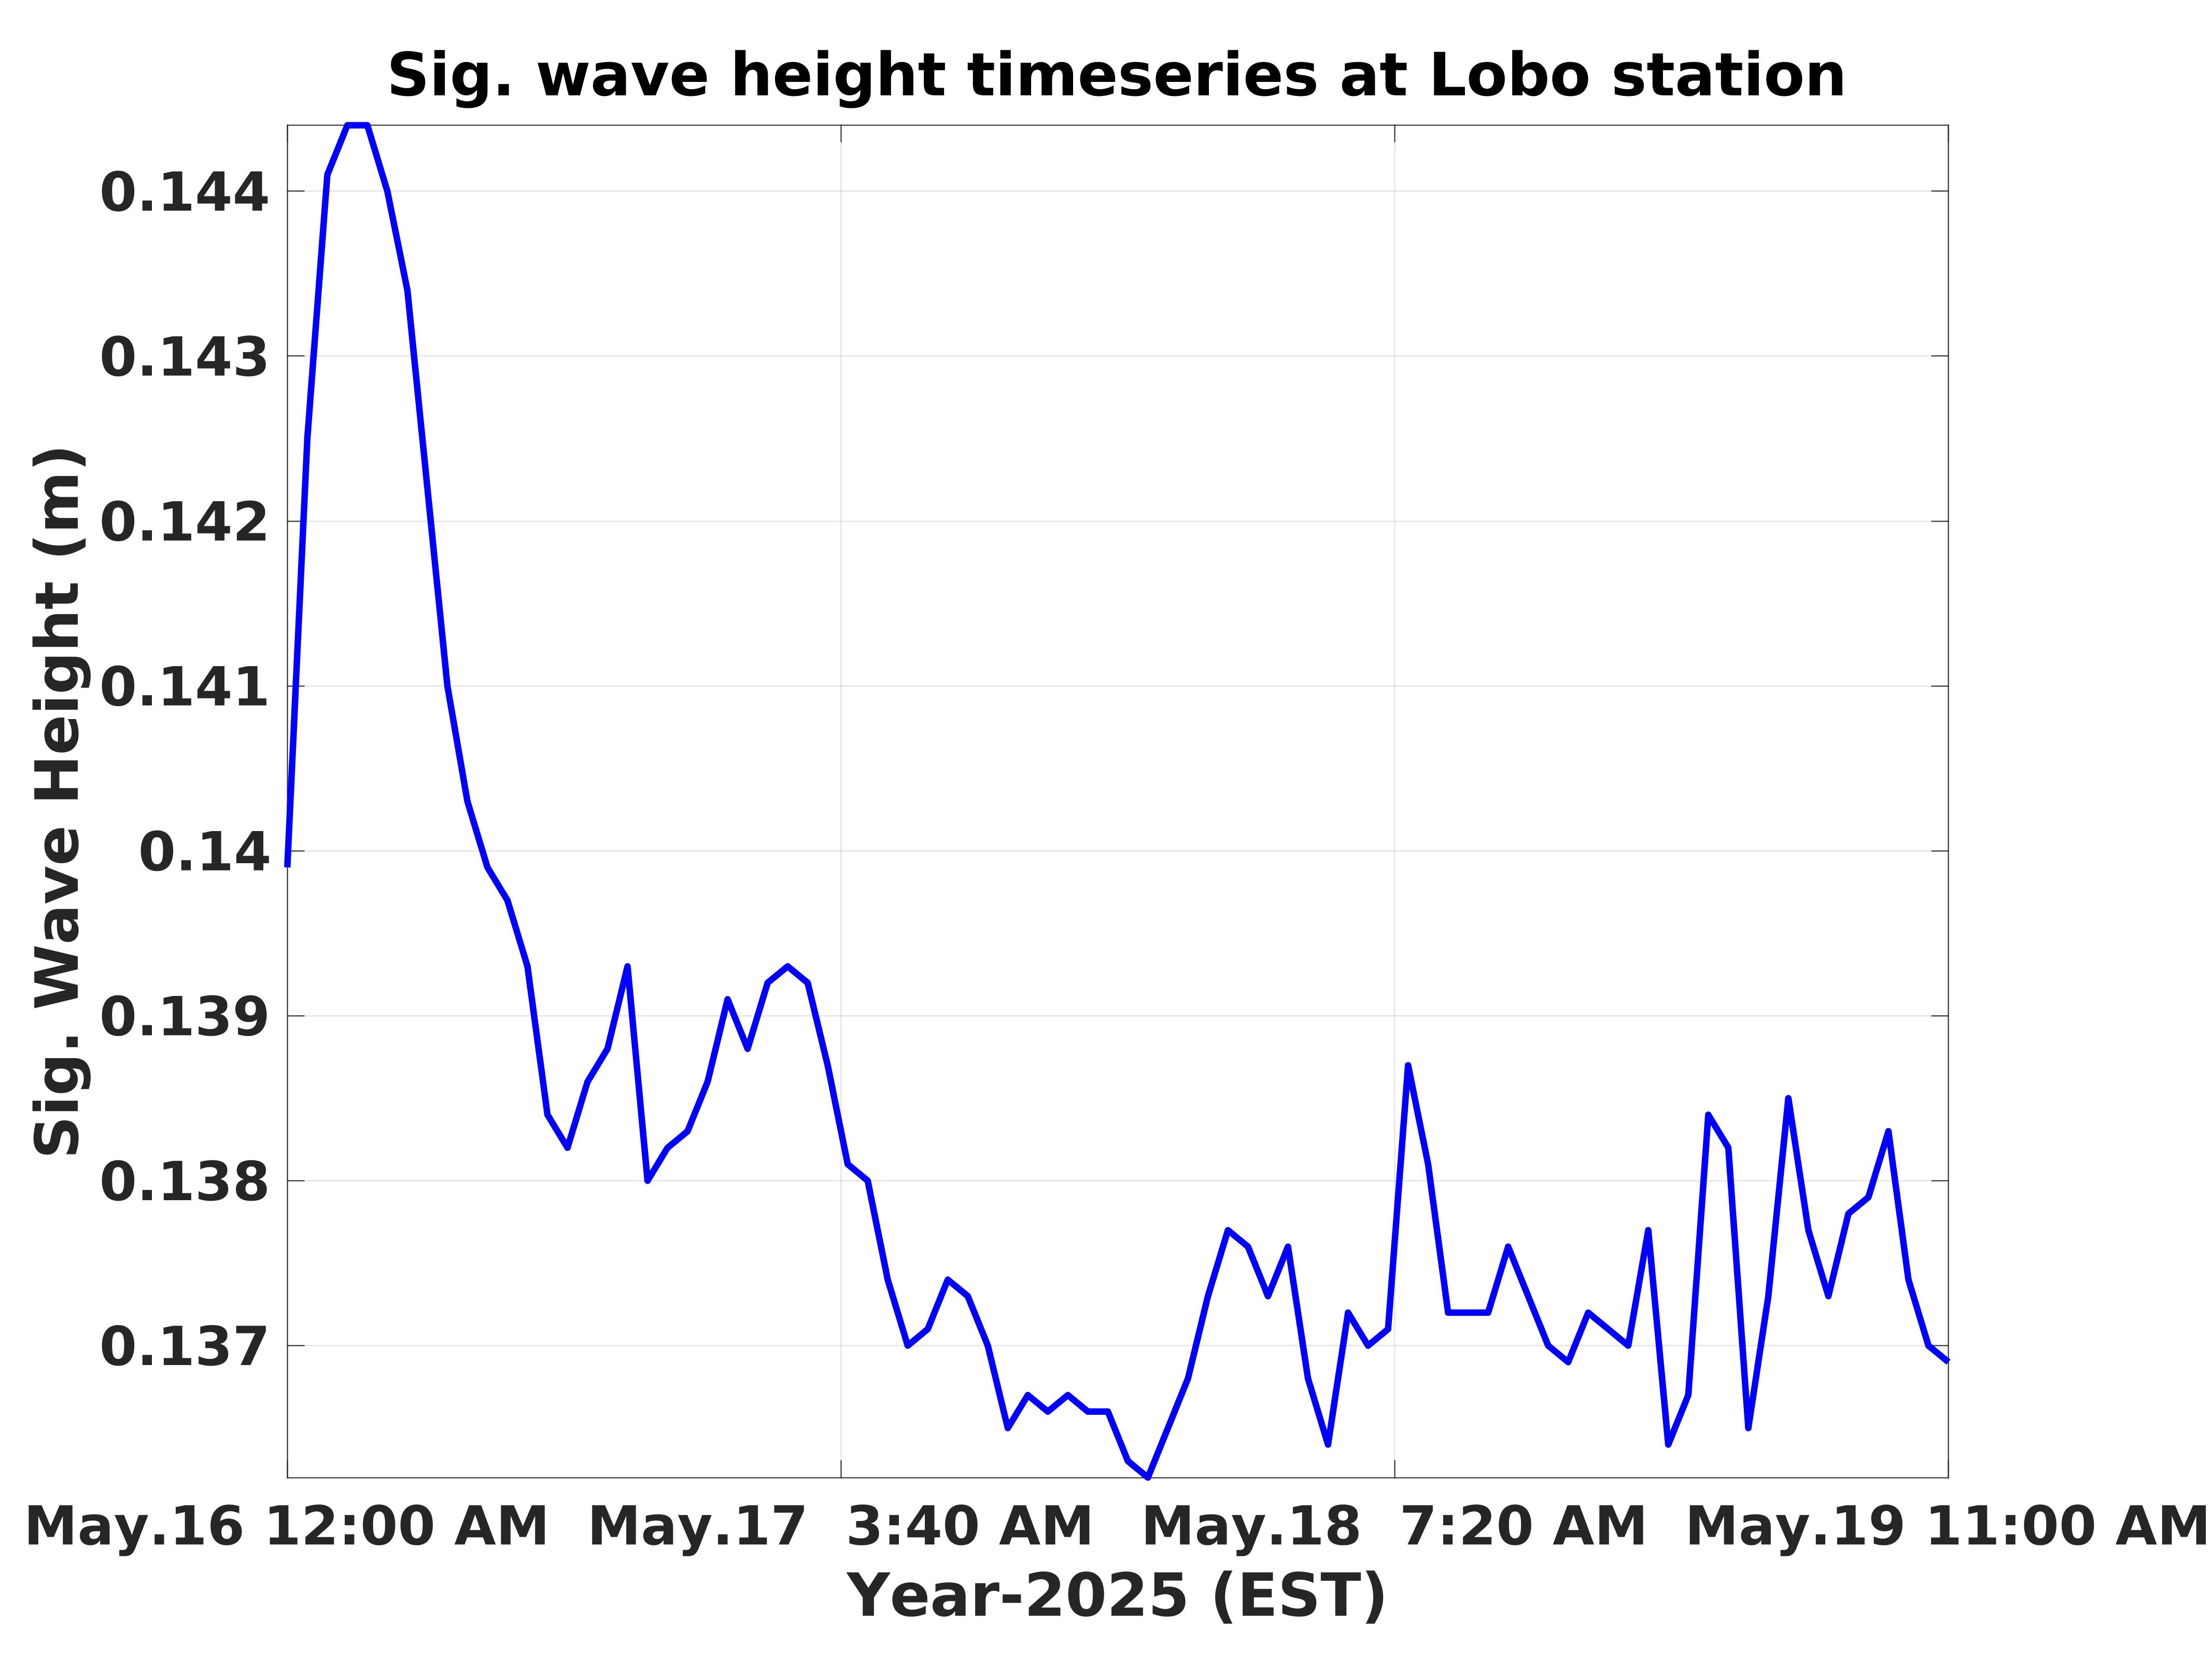 Sig. wave height timeseries at Lobo station
Sig. Wave Height (m)
0.144
0.143
0.142
0.141
0.14
0.139
0.138
0.137
May.16 12:00 AM May.17 3:40 AM May.18 7:20 AM May.19 11:00 AM
Year-2025 (EST)